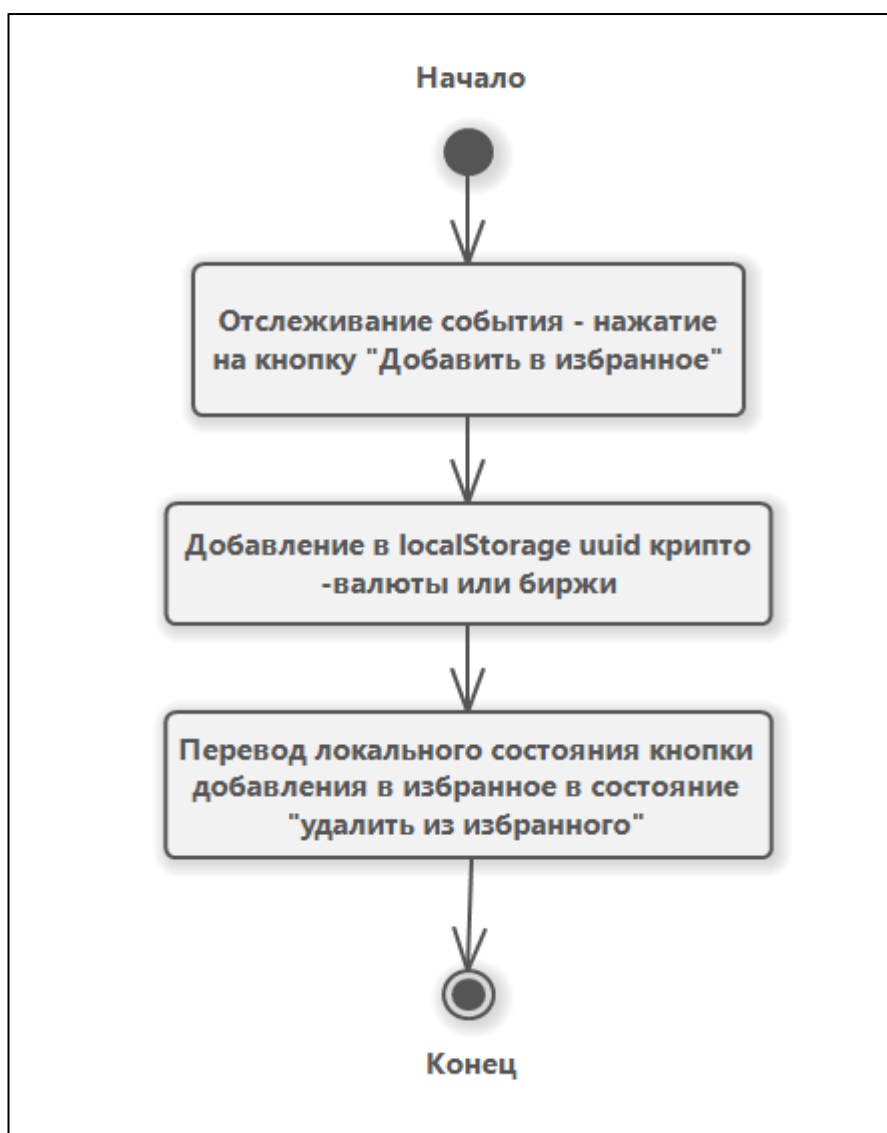 Начало
Отслеживание события - нажатие
на кнопку "Добавить в избранное"
Добавление в localStorage uuid крипто
-валюты или биржи
Перевод локального состояния кнопки
добавления в избранное в состояние
"удалить из избранного"
Конец